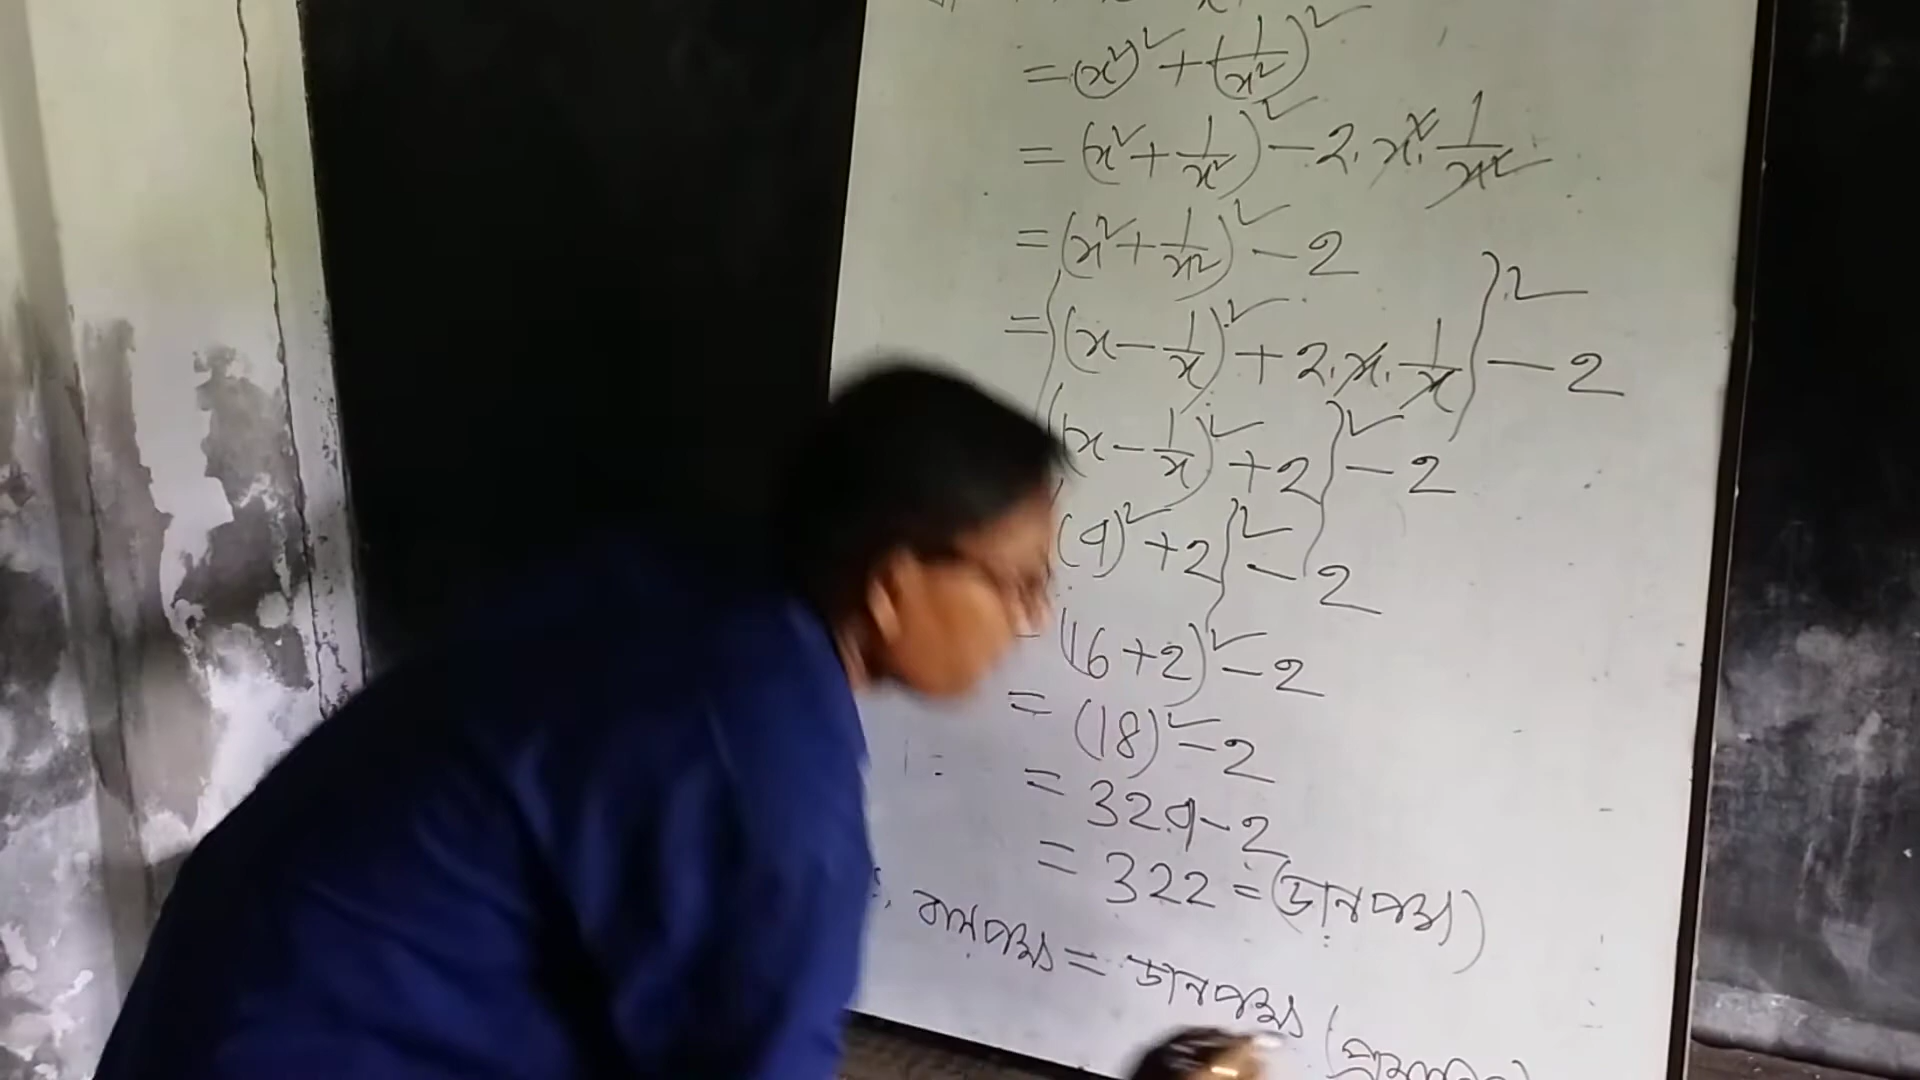 = (x²)² + (1/x²)²
= (x² + 1/x²)² − 2. x². 1/x²
= (x² + 1/x²)² − 2
= {(x − 1/x)² + 2. x. 1/x}² − 2
{(x − 1/x)² + 2}² − 2
(4)² + 2}² − 2
= (16 + 2)² − 2
= (18)² − 2
= 324 − 2
= 322 = (ডানপক্ষ)
বামপক্ষ = ডানপক্ষ